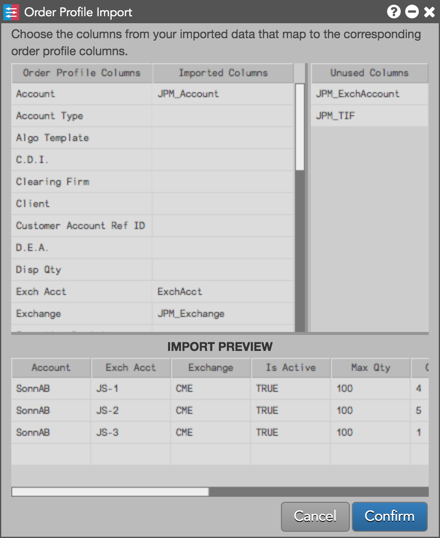 Order Profile Import
Choose the columns from your imported data that map to the corresponding
order profile columns.
Order Profile Columns Imported Columns Unused Columns
Account JPM_Account JPM_ExchAccount
Account Type JPM_TIF
Algo Template
C.D.I.
Clearing Firm
Client
Customer Account Ref ID
D.E.A.
Disp Qty
Exch Acct ExchAcct
Exchange JPM_Exchange
IMPORT PREVIEW
Account Exch Acct Exchange Is Active Max Qty
SonnAB JS-1 CME TRUE 100 4
SonnAB JS-2 CME TRUE 100 5
SonnAB JS-3 CME TRUE 100 1
Cancel Confirm